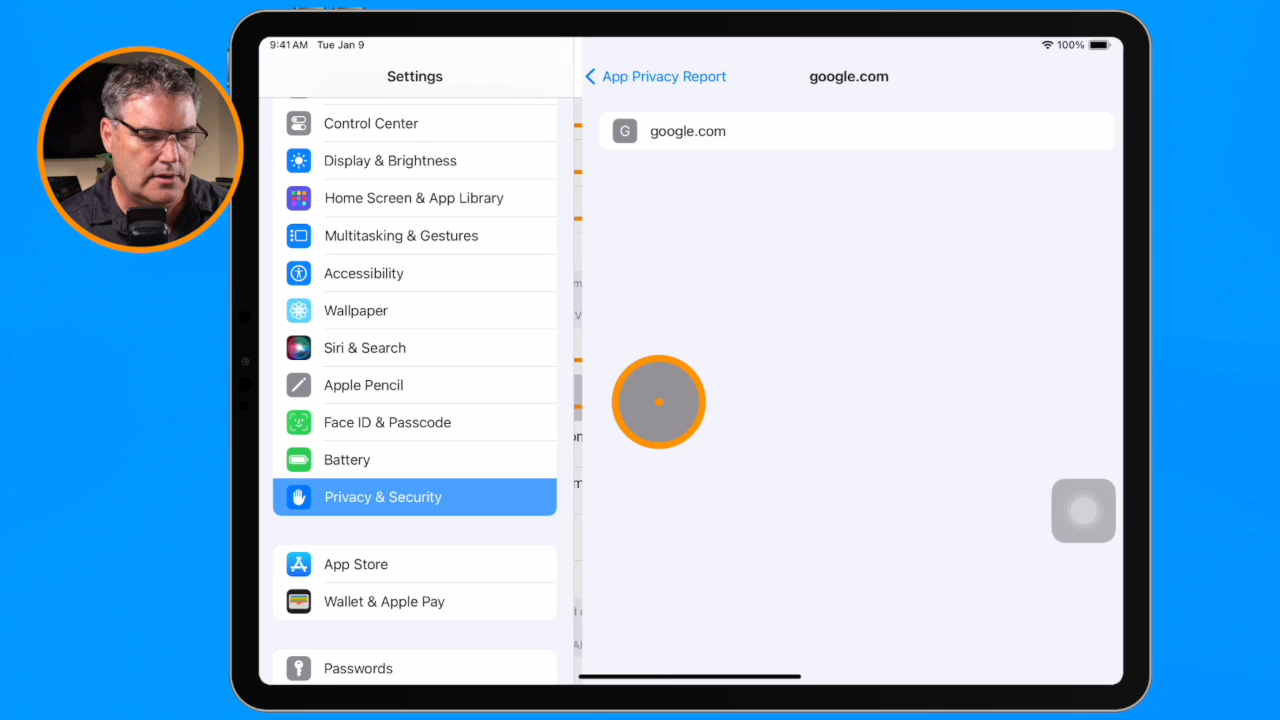 9:41 AM Tue Jan 9
100%
Settings
App Privacy Report
google.com
Control Center
G google.com
Display & Brightness
Home Screen & App Library
Multitasking & Gestures
Accessibility
Wallpaper
Siri & Search
Apple Pencil
Face ID & Passcode
Battery
Privacy & Security
App Store
Wallet & Apple Pay
Passwords